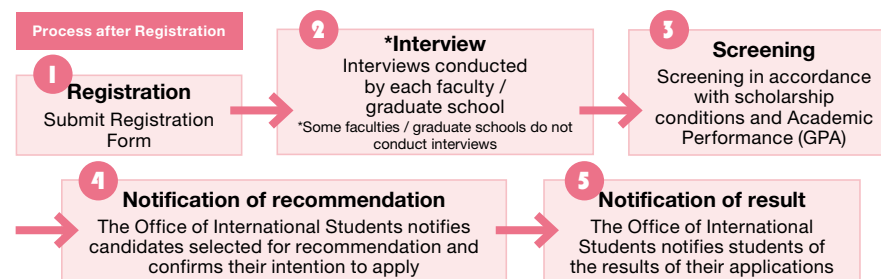 Process after Registration
1
Registration
Submit Registration
Form
2
*Interview
Interviews conducted
by each faculty /
graduate school
*Some faculties / graduate schools do not
conduct interviews
3
Screening
Screening in accordance
with scholarship
conditions and Academic
Performance (GPA)
4
Notification of recommendation
The Office of International Students notifies
candidates selected for recommendation and
confirms their intention to apply
5
Notification of result
The Office of International
Students notifies students of
the results of their applications